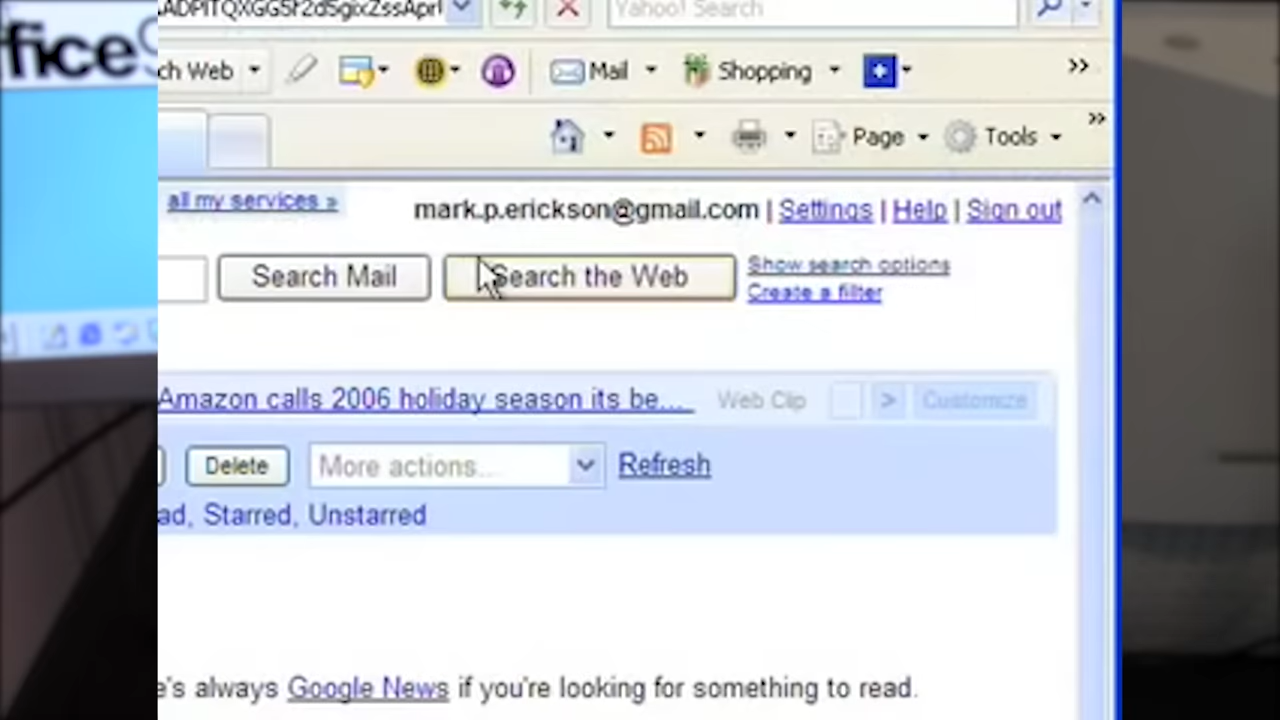 Yahoo! Search
ffice
ch Web
Mail
Shopping
»
»
Page
Tools
all my services »
mark.p.erickson@gmail.com | Settings | Help | Sign out
Search Mail
Search the Web
Show search options
Create a filter
Amazon calls 2006 holiday season its be...
Web Clip
>
Customize
Delete
More actions...
Refresh
ad, Starred, Unstarred
e's always Google News if you're looking for something to read.